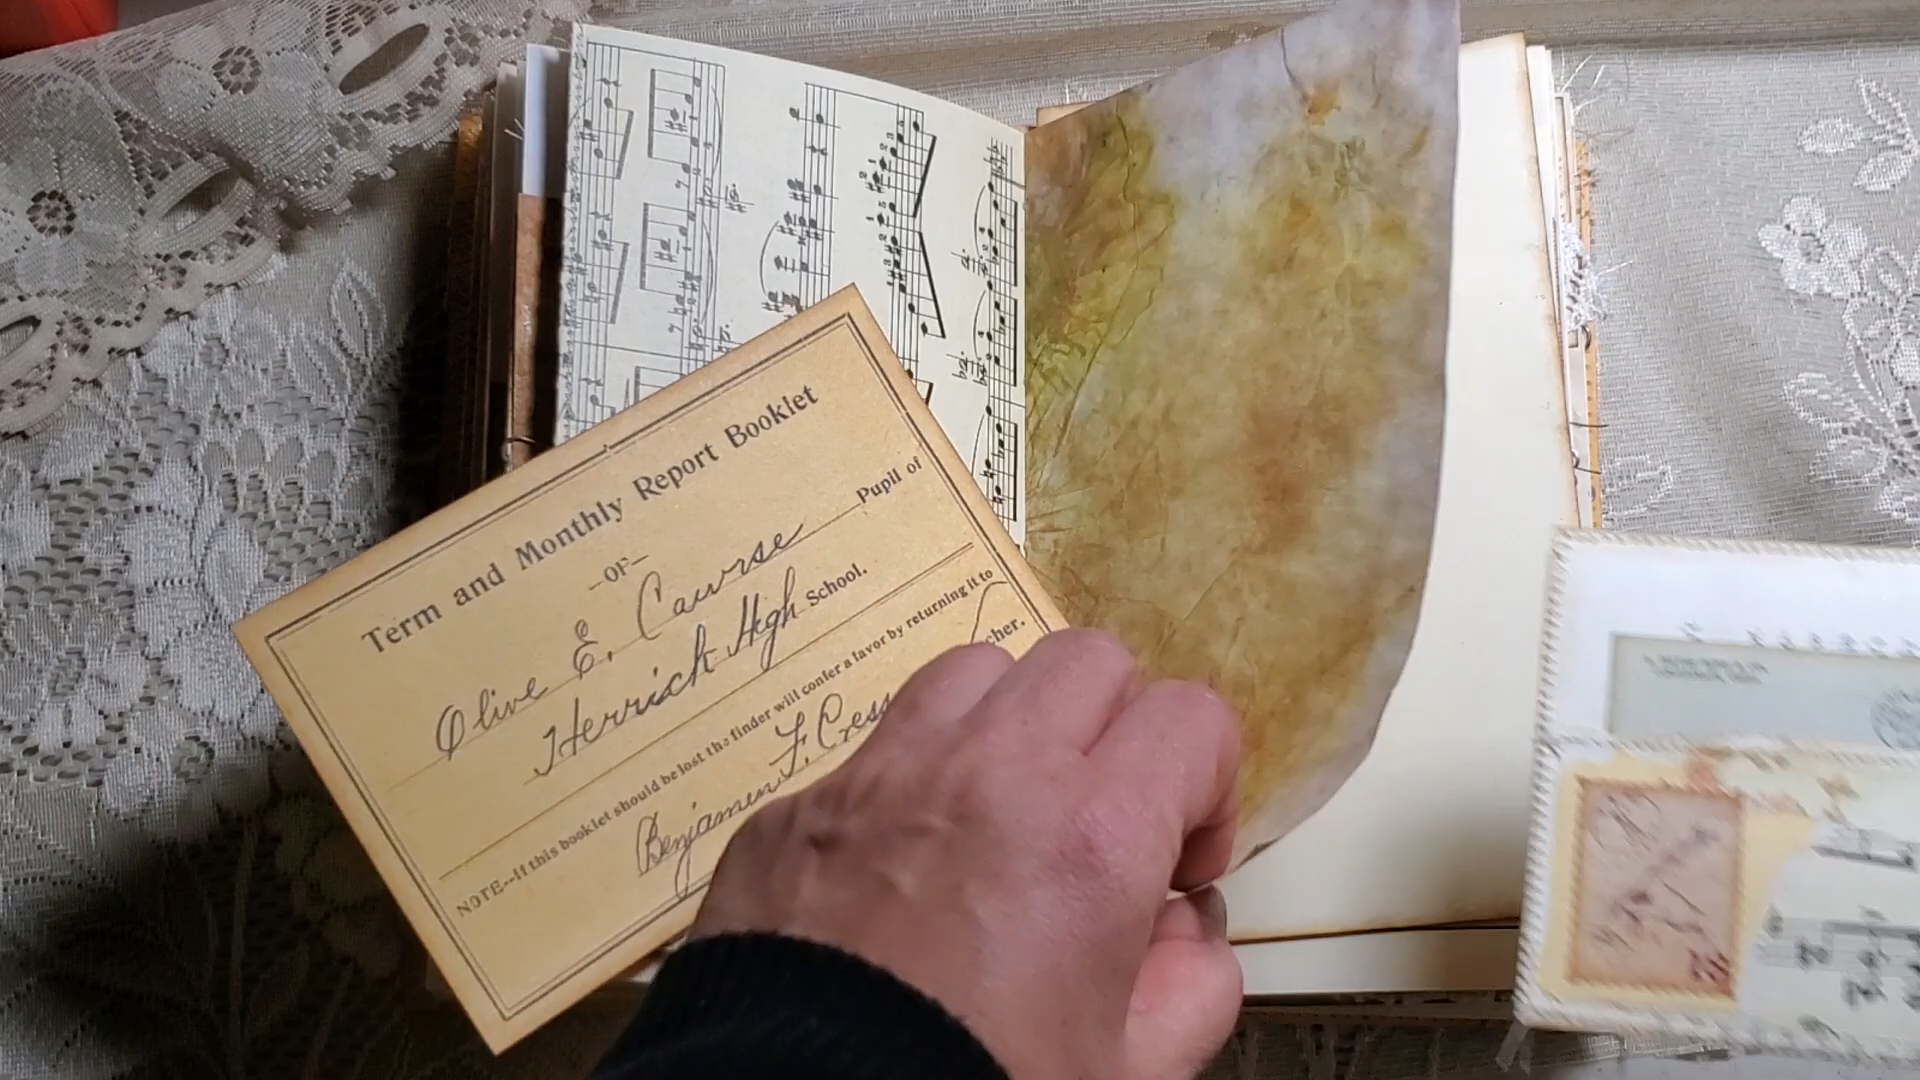 Term and Monthly Report Booklet
-OF-
Olive E. Cawrse Pupil of
Herrick High School.
NOTE--If this booklet should be lost the finder will confer a favor by returning it to
Benjamen F.